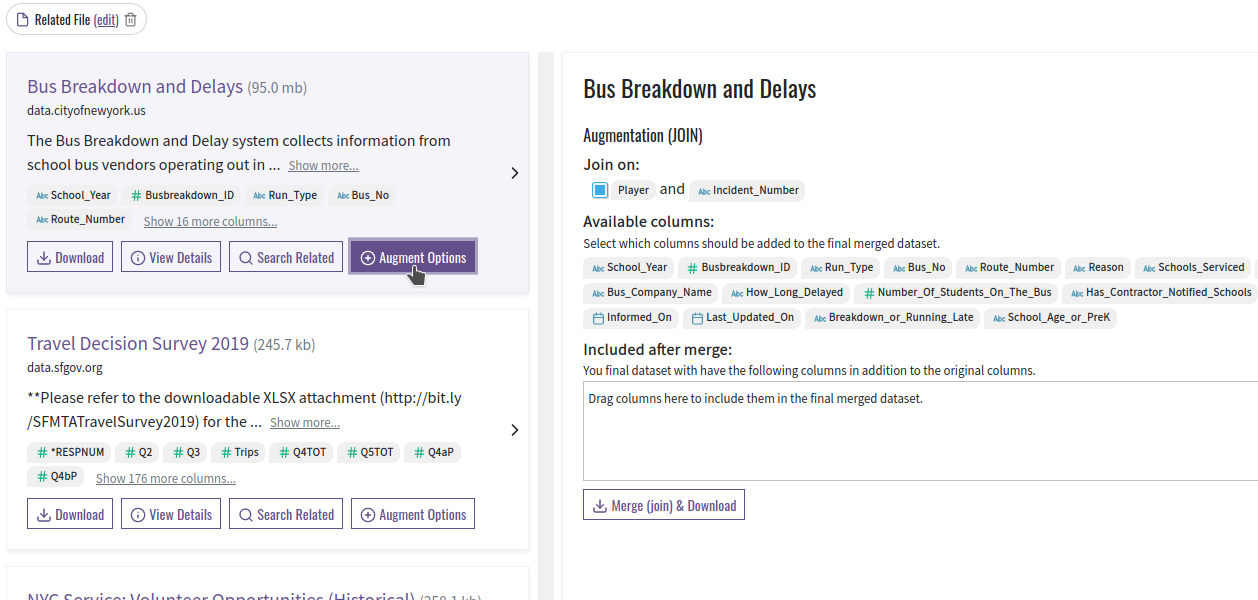 Related File (edit)
Bus Breakdown and Delays (95.0 mb)
data.cityofnewyork.us
The Bus Breakdown and Delay system collects information from
school bus vendors operating out in ... Show more...
Abc School_Year # Busbreakdown_ID Abc Run_Type Abc Bus_No
Abc Route_Number Show 16 more columns...
Download View Details Search Related Augment Options
Travel Decision Survey 2019 (245.7 kb)
data.sfgov.org
**Please refer to the downloadable XLSX attachment (http://bit.ly
/SFMTATravelSurvey2019) for the ... Show more...
# *RESPNUM # Q2 # Q3 # Trips # Q4TOT # Q5TOT # Q4aP
# Q4bP Show 176 more columns...
Download View Details Search Related Augment Options
NYC Service: Volunteer Opportunities (Historical)
Bus Breakdown and Delays
Augmentation (JOIN)
Join on:
Player and Abc Incident_Number
Available columns:
Select which columns should be added to the final merged dataset.
Abc School_Year # Busbreakdown_ID Abc Run_Type Abc Bus_No Abc Route_Number Abc Reason Abc Schools_Serviced
Abc Bus_Company_Name Abc How_Long_Delayed # Number_Of_Students_On_The_Bus Abc Has_Contractor_Notified_Schools
Informed_On Last_Updated_On Abc Breakdown_or_Running_Late Abc School_Age_or_PreK
Included after merge:
You final dataset with have the following columns in addition to the original columns.
Drag columns here to include them in the final merged dataset.
Merge (join) & Download